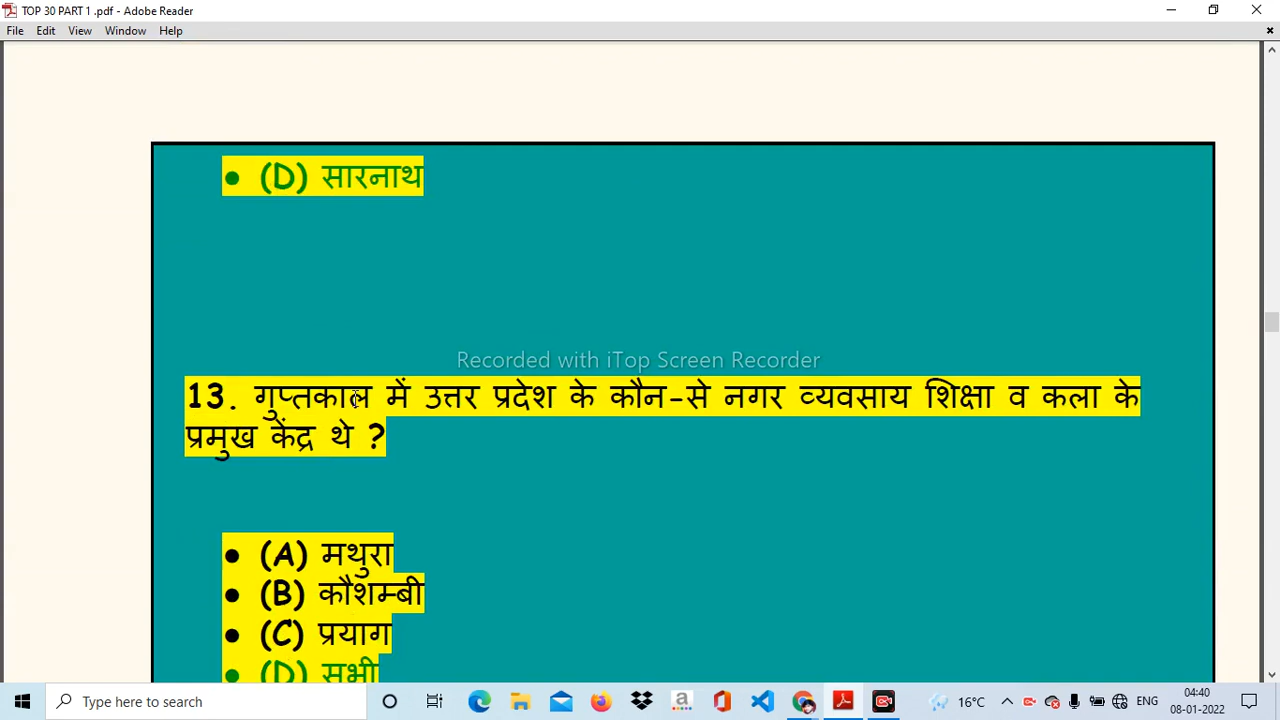 TOP 30 PART 1 .pdf - Adobe Reader
File Edit View Window Help
● (D) सारनाथ
Recorded with iTop Screen Recorder
13. गुप्तकाल में उत्तर प्रदेश के कौन-से नगर व्यवसाय शिक्षा व कला के
प्रमुख केंद्र थे ?
● (A) मथुरा
● (B) कौशम्बी
● (C) प्रयाग
● (D) सभी
Type here to search
16°C ENG 04:40
08-01-2022